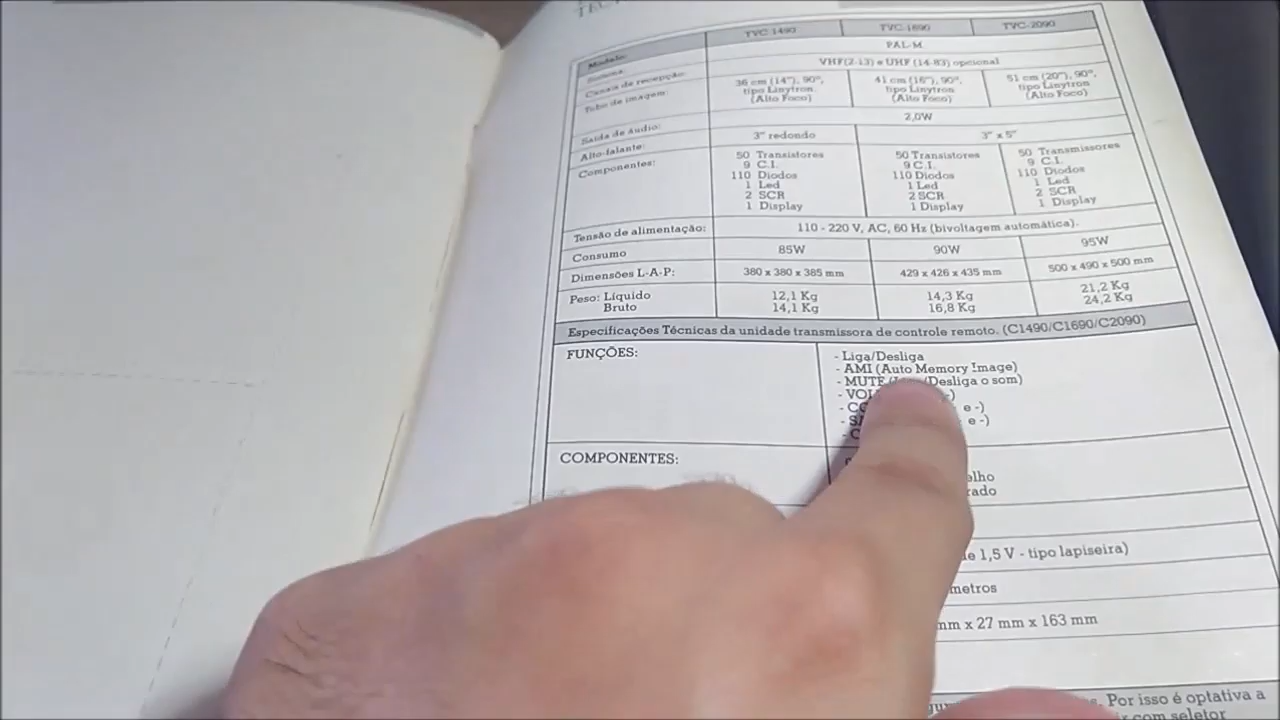 TVC-1490 TVC-1690 TVC-2090
Modelo:
Sistema: PAL-M
Canais de recepção: VHF(2-13) e UHF (14-83) opcional
Tubo de imagem: 36 cm (14"), 90°, tipo Linytron. (Alto Foco) 41 cm (16"), 90°, tipo Linytron. (Alto Foco) 51 cm (20"), 90°, tipo Linytron. (Alto Foco)
Saída de áudio: 2,0W
Alto-falante: 3" redondo 3" x 5"
Componentes: 50 Transistores 50 Transistores 50 Transmissores
9 C.I. 9 C.I. 9 C.I.
110 Diodos 110 Diodos 110 Diodos
1 Led 1 Led 1 Led
2 SCR 2 SCR 2 SCR
1 Display 1 Display 1 Display
Tensão de alimentação: 110 - 220 V, AC, 60 Hz (bivoltagem automática).
Consumo 85W 90W 95W
Dimensões L-A-P: 380 x 380 x 385 mm 429 x 426 x 435 mm 500 x 490 x 500 mm
Peso: Líquido 12,1 Kg 14,3 Kg 21,2 Kg
Bruto 14,1 Kg 16,8 Kg 24,2 Kg
Especificações Técnicas da unidade transmissora de controle remoto. (C1490/C1690/C2090)
FUNÇÕES: - Liga/Desliga
- AMI (Auto Memory Image)
- MUTE /Desliga o som)
- VOL -)
- CO e -)
- e -)
COMPONENTES:
elho
rado
e 1,5 V - tipo lapiseira)
metros
mm x 27 mm x 163 mm
s. Por isso é optativa a
com seletor